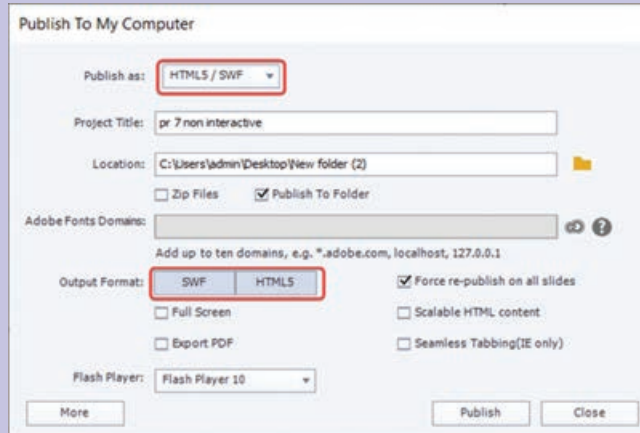 Publish To My Computer
Publish as: HTML5 / SWF
Project Title: pr 7 non interactive
Location: C:\Users\admin\Desktop\New folder (2)
Zip Files Publish To Folder
Adobe Fonts Domains:
Add up to ten domains, e.g. *.adobe.com, localhost, 127.0.0.1
Output Format: SWF HTML5 Force re-publish on all slides
Full Screen Scalable HTML content
Export PDF Seamless Tabbing(IE only)
Flash Player: Flash Player 10
More Publish Close